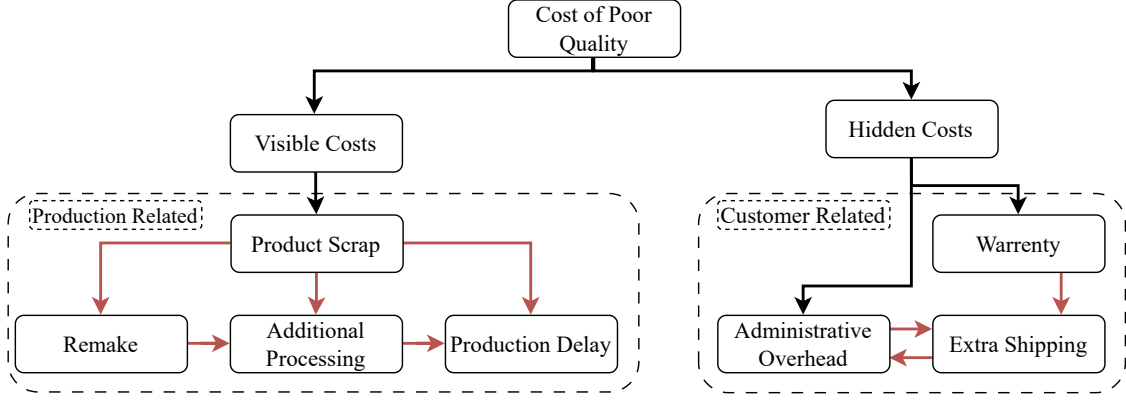 Cost of Poor
Quality
Visible Costs
Hidden Costs
Production Related
Customer Related
Product Scrap
Warrenty
Remake
Additional
Processing
Production Delay
Administrative
Overhead
Extra Shipping